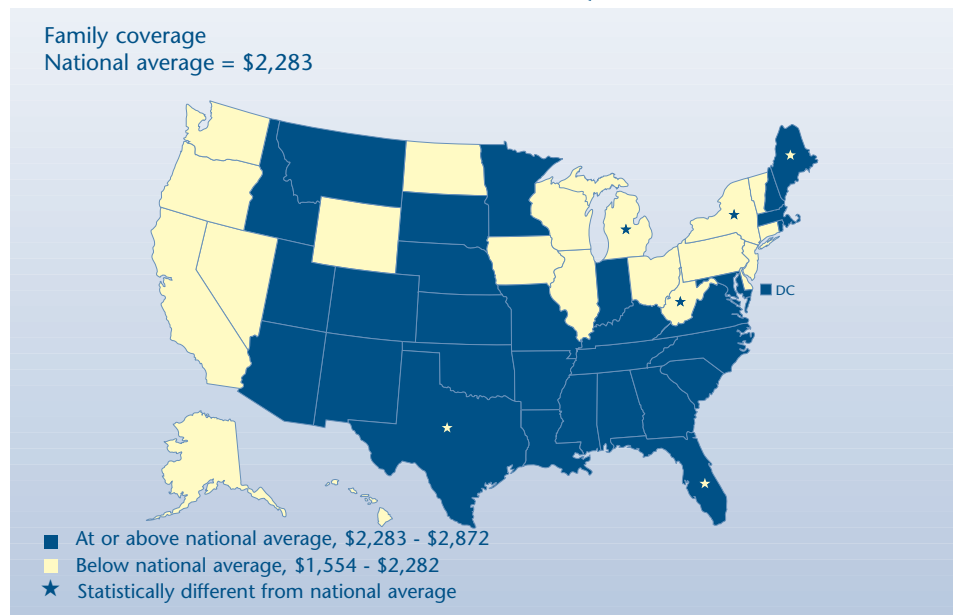 Family coverage
National average = $2,283
DC
At or above national average, $2,283 - $2,872
Below national average, $1,554 - $2,282
Statistically different from national average